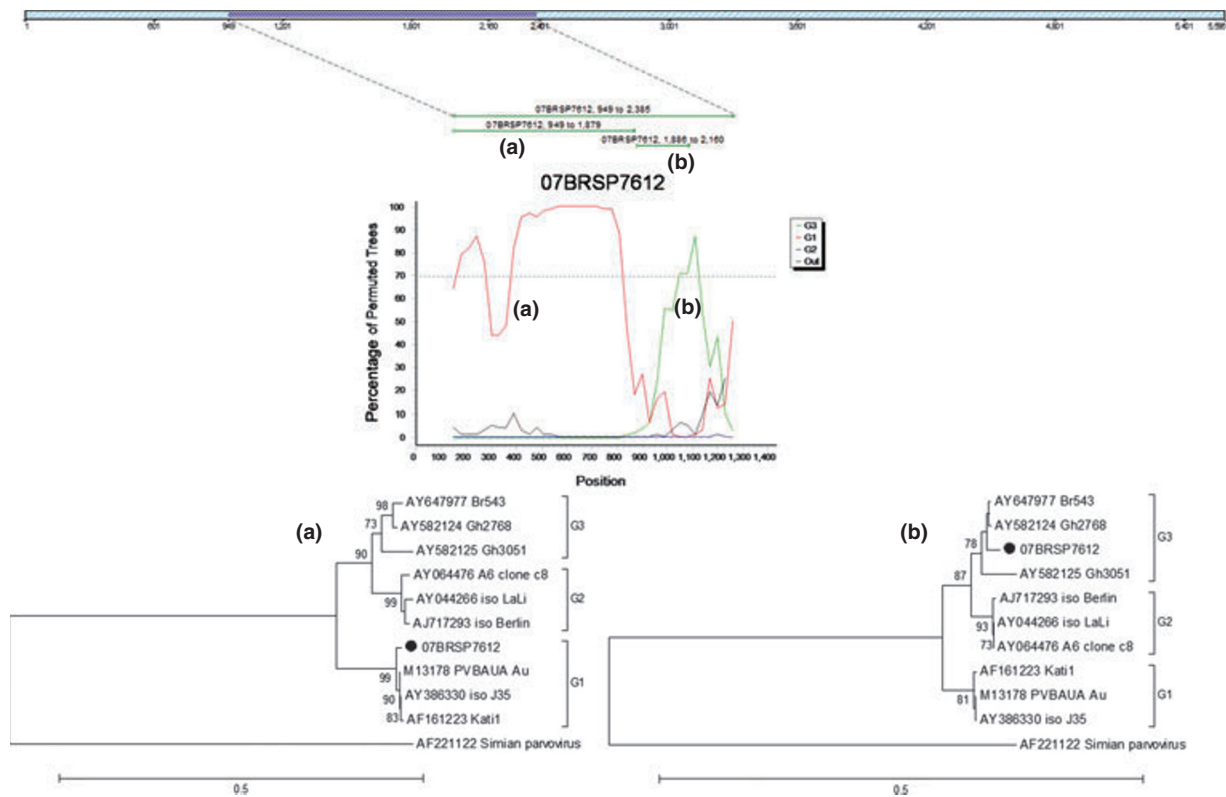 1 601 1,201 1,801 2,160 2,401 3,001 3,601 4,201 4,801 5,401
07BRSP7612, 949 to 2,385
07BRSP7612, 949 to 1,879
07BRSP7612, 1,886 to 2,160
(a)
(b)
07BRSP7612
Percentage of Permuted Trees
100
90
80
70
60
50
40
30
20
10
0
(a)
(b)
G3
G1
G2
Out
0 100 200 300 400 500 600 700 800 900 1,000 1,100 1,200 1,300 1,400
Position
(a)
98
73
90
99
99
90
83
AY647977 Br543
AY582124 Gh2768
AY582125 Gh3051
G3
AY064476 A6 clone c8
AY044266 iso LaLi
AJ717293 iso Berlin
G2
07BRSP7612
M13178 PVBAUA Au
AY386330 iso J35
AF161223 Kati1
G1
AF221122 Simian parvovirus
0.5
(b)
78
87
93
73
81
AY647977 Br543
AY582124 Gh2768
07BRSP7612
AY582125 Gh3051
G3
AJ717293 iso Berlin
AY044266 iso LaLi
AY064476 A6 clone c8
G2
AF161223 Kati1
M13178 PVBAUA Au
AY386330 iso J35
G1
AF221122 Simian parvovirus
0.5